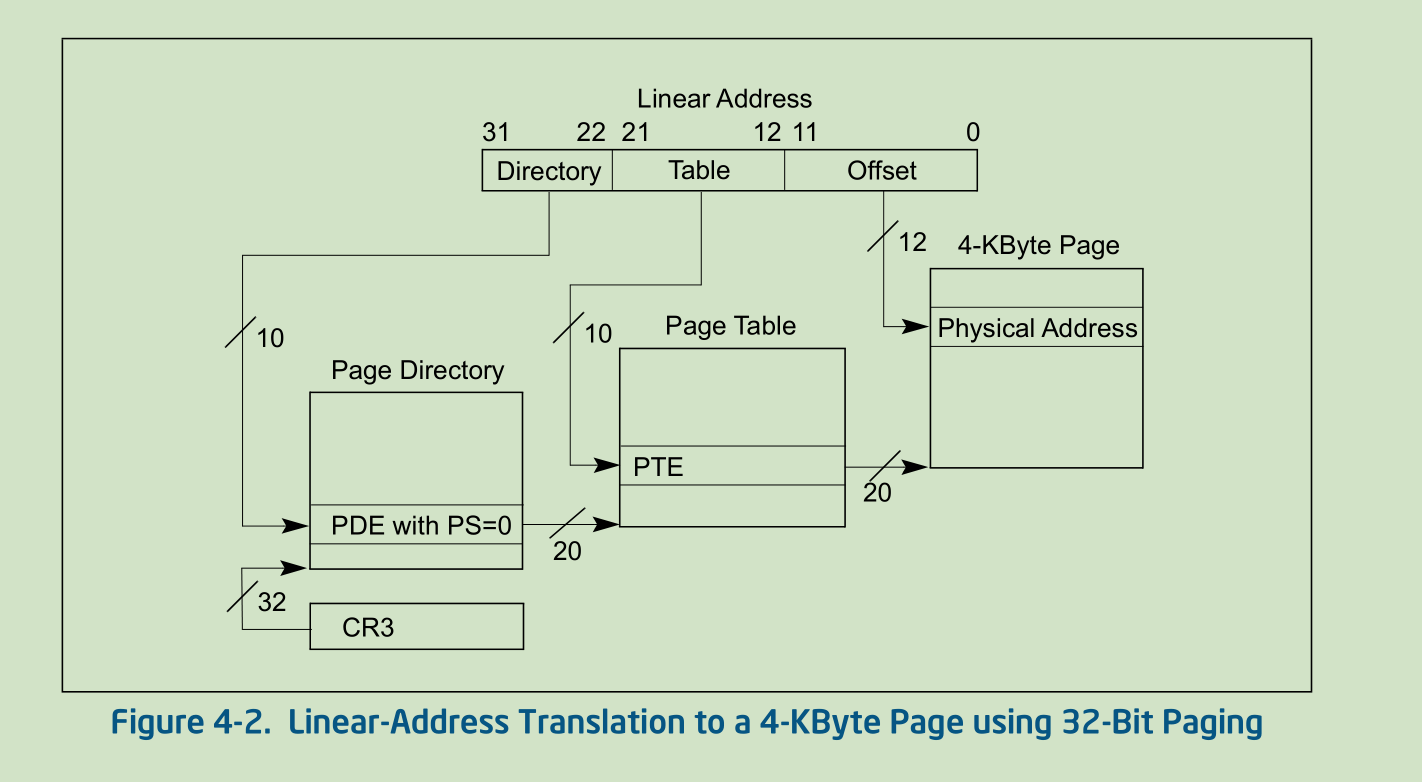 Linear Address
31 22 21 12 11 0
Directory Table Offset
12
4-KByte Page
Physical Address
10
10
Page Table
Page Directory
PTE
20
PDE with PS=0
20
32
CR3
Figure 4-2. Linear-Address Translation to a 4-KByte Page using 32-Bit Paging